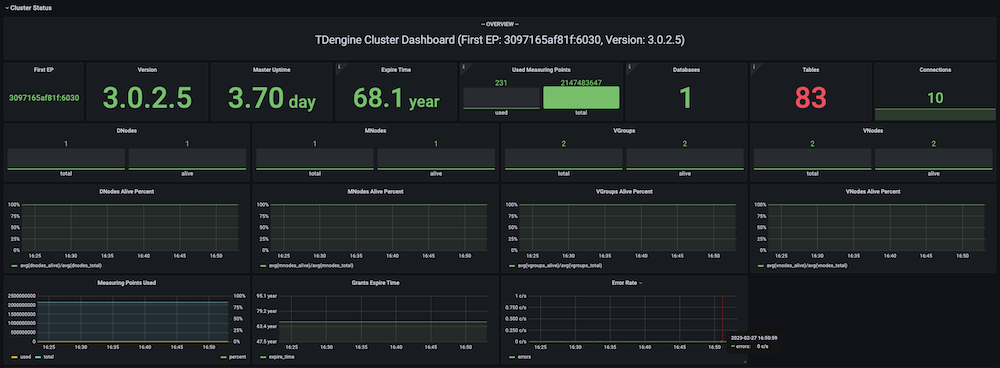 Cluster Status
-- OVERVIEW --
TDengine Cluster Dashboard (First EP: 3097165af81f:6030, Version: 3.0.2.5)
First EP
Version
Master Uptime
Expire Time
Used Measuring Points
Databases
Tables
Connections
3097165af81f:6030
3.0.2.5
3.70 day
68.1 year
231
2147483647
used
total
1
83
10
DNodes
MNodes
VGroups
VNodes
1 1
1 1
2 2
2 2
total alive
total alive
total alive
total alive
DNodes Alive Percent
100%
75%
50%
25%
0%
16:25 16:30 16:35 16:40 16:45 16:50
avg(dnodes_alive)/avg(dnodes_total)
MNodes Alive Percent
100%
75%
50%
25%
0%
16:25 16:30 16:35 16:40 16:45 16:50
avg(mnodes_alive)/avg(mnodes_total)
VGroups Alive Percent
100%
75%
50%
25%
0%
16:25 16:30 16:35 16:40 16:45 16:50
avg(vgroups_alive)/avg(vgroups_total)
VNodes Alive Percent
100%
75%
50%
25%
0%
16:25 16:30 16:35 16:40 16:45 16:50
avg(vnodes_alive)/avg(vnodes_total)
Measuring Points Used
2500000000 100%
2000000000 75%
1500000000
1000000000 50%
500000000 25%
0 0%
16:25 16:30 16:35 16:40 16:45 16:50
used total percent
Grants Expire Time
95.1 year
79.2 year
63.4 year
47.5 year
16:25 16:30 16:35 16:40 16:45 16:50
expire_time
Error Rate
1 c/s
0.750 c/s
0.500 c/s
0.250 c/s
0 c/s
16:25 16:30 16:35 16:40 16:45 16:50
errors
2023-02-27 16:50:59
errors: 0 c/s